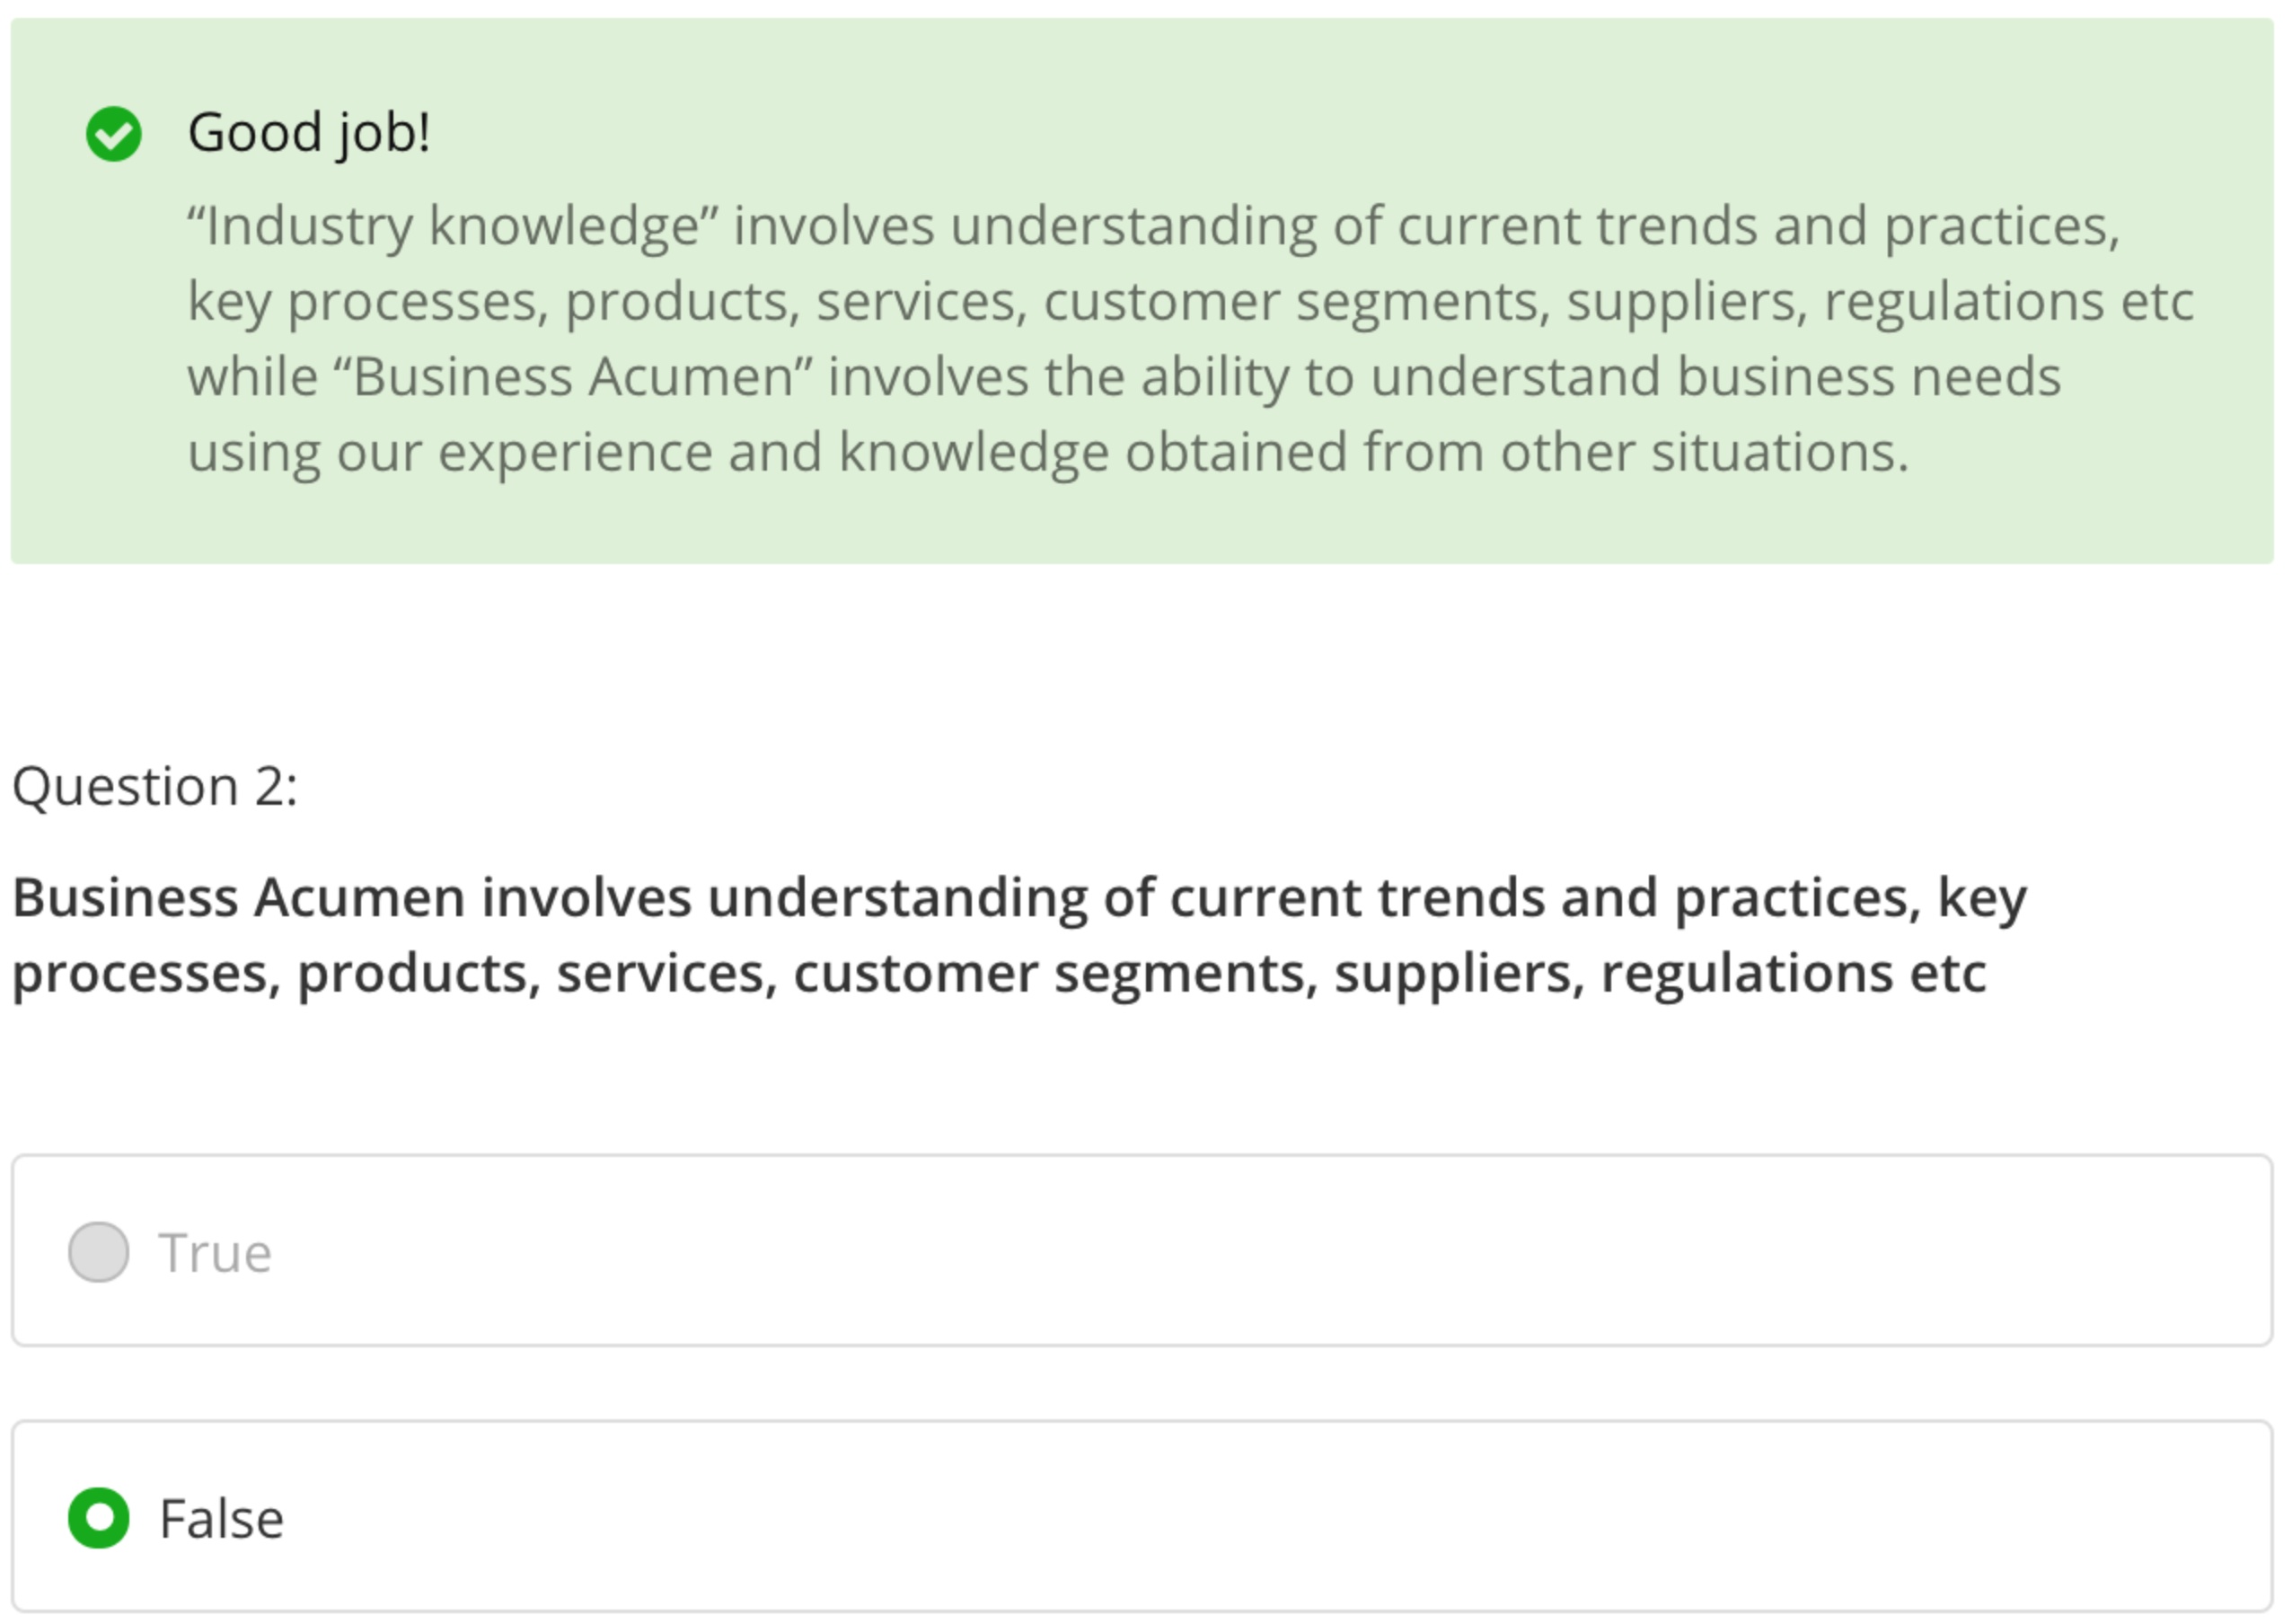 Good job!
“Industry knowledge” involves understanding of current trends and practices,
key processes, products, services, customer segments, suppliers, regulations etc
while “Business Acumen” involves the ability to understand business needs
using our experience and knowledge obtained from other situations.
Question 2:
Business Acumen involves understanding of current trends and practices, key
processes, products, services, customer segments, suppliers, regulations etc
True
False